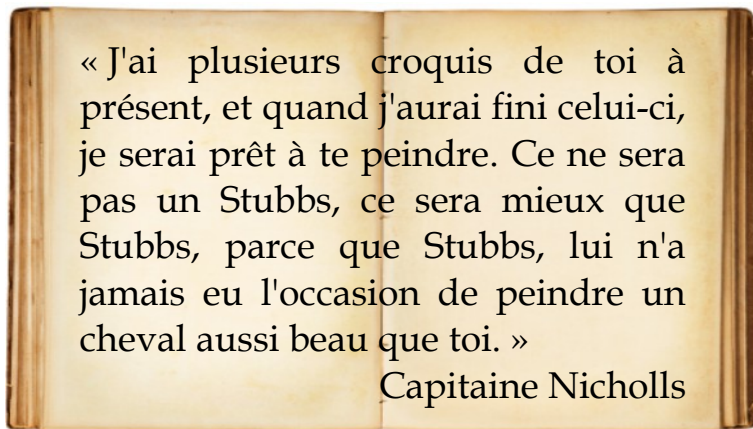 « J'ai plusieurs croquis de toi à
présent, et quand j'aurai fini celui-ci,
je serai prêt à te peindre. Ce ne sera
pas un Stubbs, ce sera mieux que
Stubbs, parce que Stubbs, lui n'a
jamais eu l'occasion de peindre un
cheval aussi beau que toi. »
Capitaine Nicholls